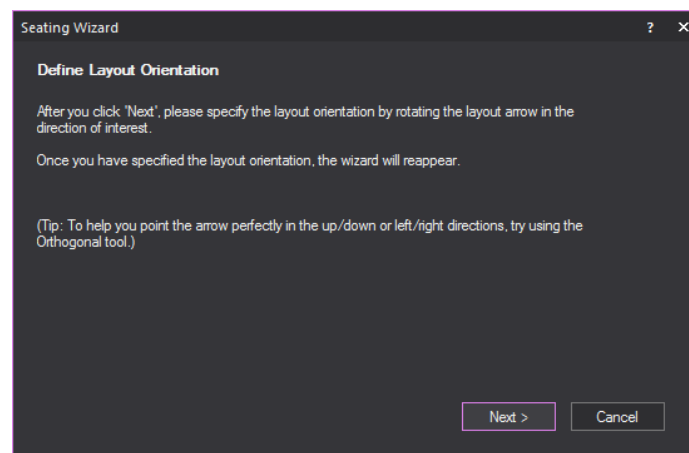 Seating Wizard ? ×
Define Layout Orientation
After you click 'Next', please specify the layout orientation by rotating the layout arrow in the
direction of interest.
Once you have specified the layout orientation, the wizard will reappear.
(Tip: To help you point the arrow perfectly in the up/down or left/right directions, try using the
Orthogonal tool.)
Next > Cancel